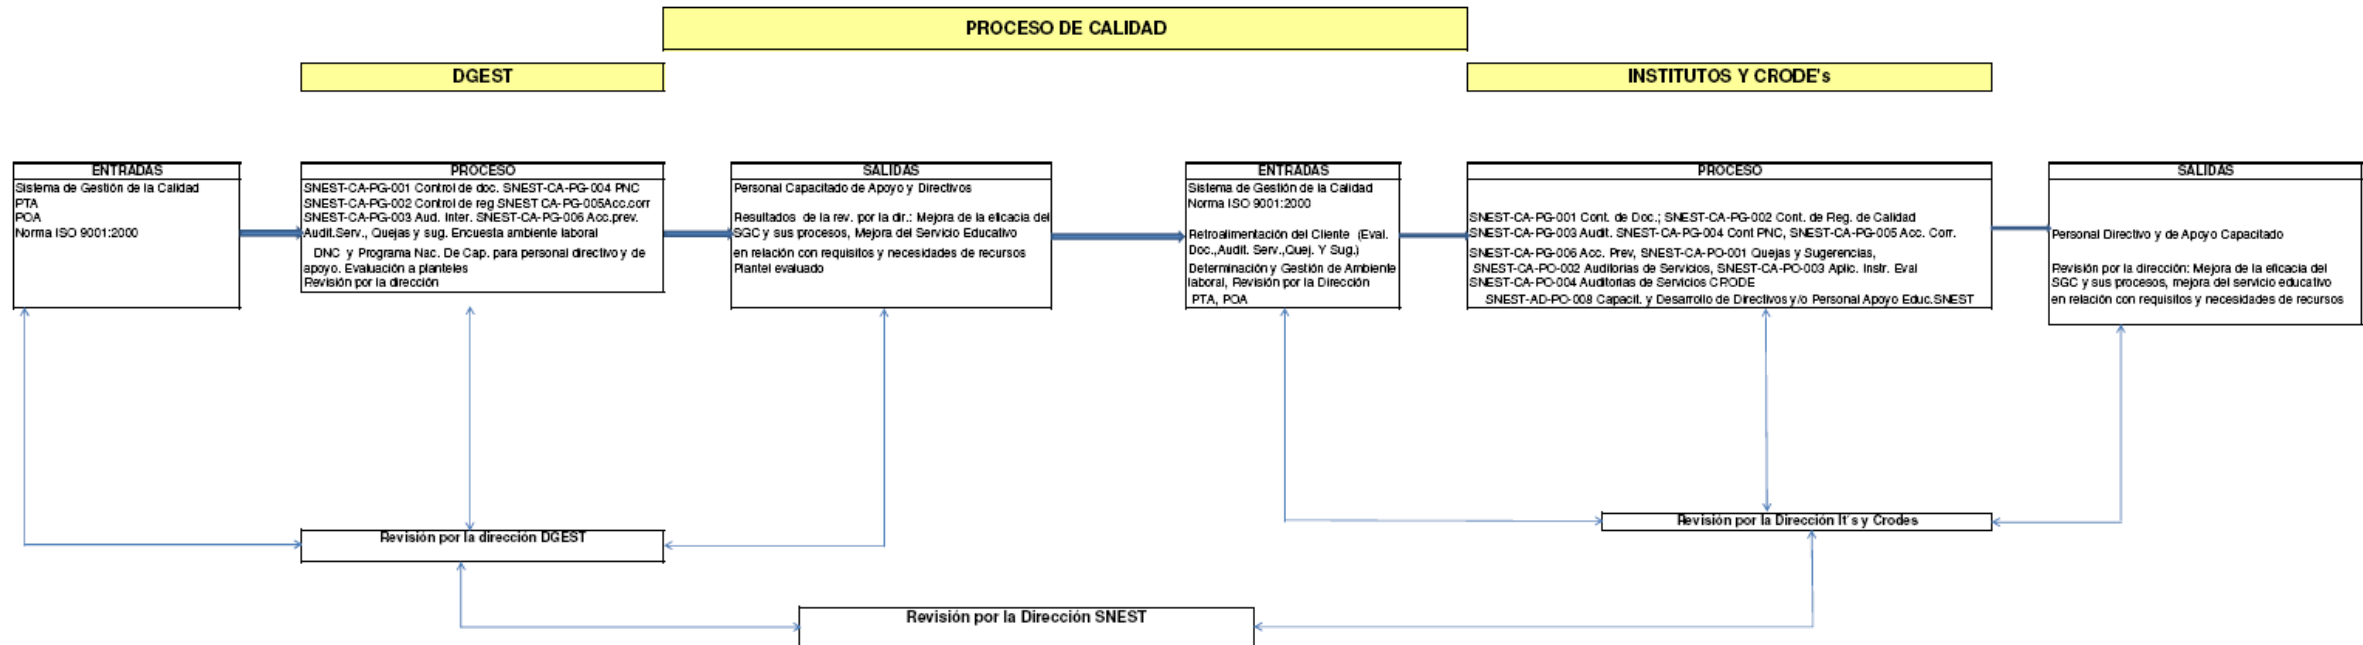 PROCESO DE CALIDAD
DGEST
INSTITUTOS Y CRODE's
ENTRADAS
Sistema de Gestión de la Calidad
PTA
POA
Norma ISO 9001:2000
PROCESO
SNEST-CA-PG-001 Control de doc. SNEST-CA-PG-004 PNC
SNEST-CA-PG-002 Control de reg SNEST CA-PG-005Acc.corr
SNEST-CA-PG-003 Aud. Inter. SNEST-CA-PG-006 Acc.prev.
Audit.Serv., Quejas y sug. Encuesta ambiente laboral
DNC y Programa Nac. De Cap. para personal directivo y de
apoyo. Evaluación a planteles
Revisión por la dirección
SALIDAS
Personal Capacitado de Apoyo y Directivos
Resultados de la rev. por la dir.: Mejora de la eficacia del
SGC y sus procesos, Mejora del Servicio Educativo
en relación con requisitos y necesidades de recursos
Plantel evaluado
ENTRADAS
Sistema de Gestión de la Calidad
Norma ISO 9001:2000
Retroalimentación del Cliente (Eval.
Doc.,Audit. Serv.,Quej. Y Sug.)
Determinación y Gestión de Ambiente
laboral, Revisión por la Dirección
PTA, POA
PROCESO
SNEST-CA-PG-001 Cont. de Doc.; SNEST-CA-PG-002 Cont. de Reg. de Calidad
SNEST-CA-PG-003 Audit. SNEST-CA-PG-004 Cont PNC, SNEST-CA-PG-005 Acc. Corr.
SNEST-CA-PG-006 Acc. Prev, SNEST-CA-PO-001 Quejas y Sugerencias,
SNEST-CA-PO-002 Auditorias de Servicios, SNEST-CA-PO-003 Aplic. Instr. Eval
SNEST-CA-PO-004 Auditorias de Servicios CRODE
SNEST-AD-PO-008 Capacit. y Desarrollo de Directivos y/o Personal Apoyo Educ.SNEST
SALIDAS
Personal Directivo y de Apoyo Capacitado
Revisión por la dirección: Mejora de la eficacia del
SGC y sus procesos, mejora del servicio educativo
en relación con requisitos y necesidades de recursos
Revisión por la dirección DGEST
Revisión por la Dirección It's y Crodes
Revisión por la Dirección SNEST